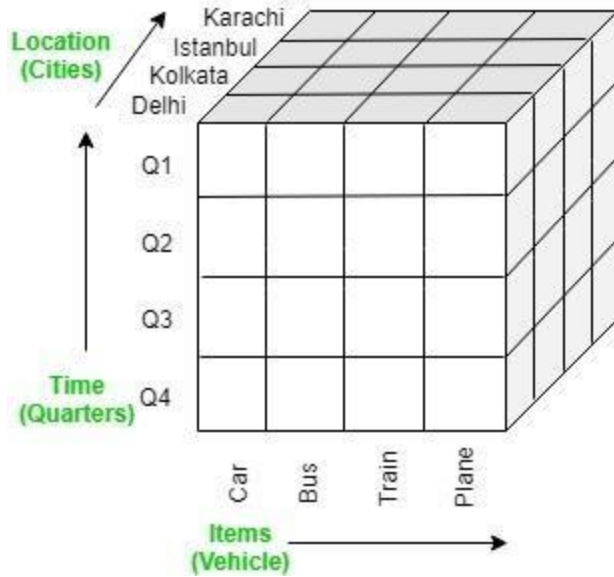 Location
(Cities)
Karachi
Istanbul
Kolkata
Delhi
Q1
Q2
Q3
Q4
Time
(Quarters)
Car
Bus
Train
Plane
Items
(Vehicle)